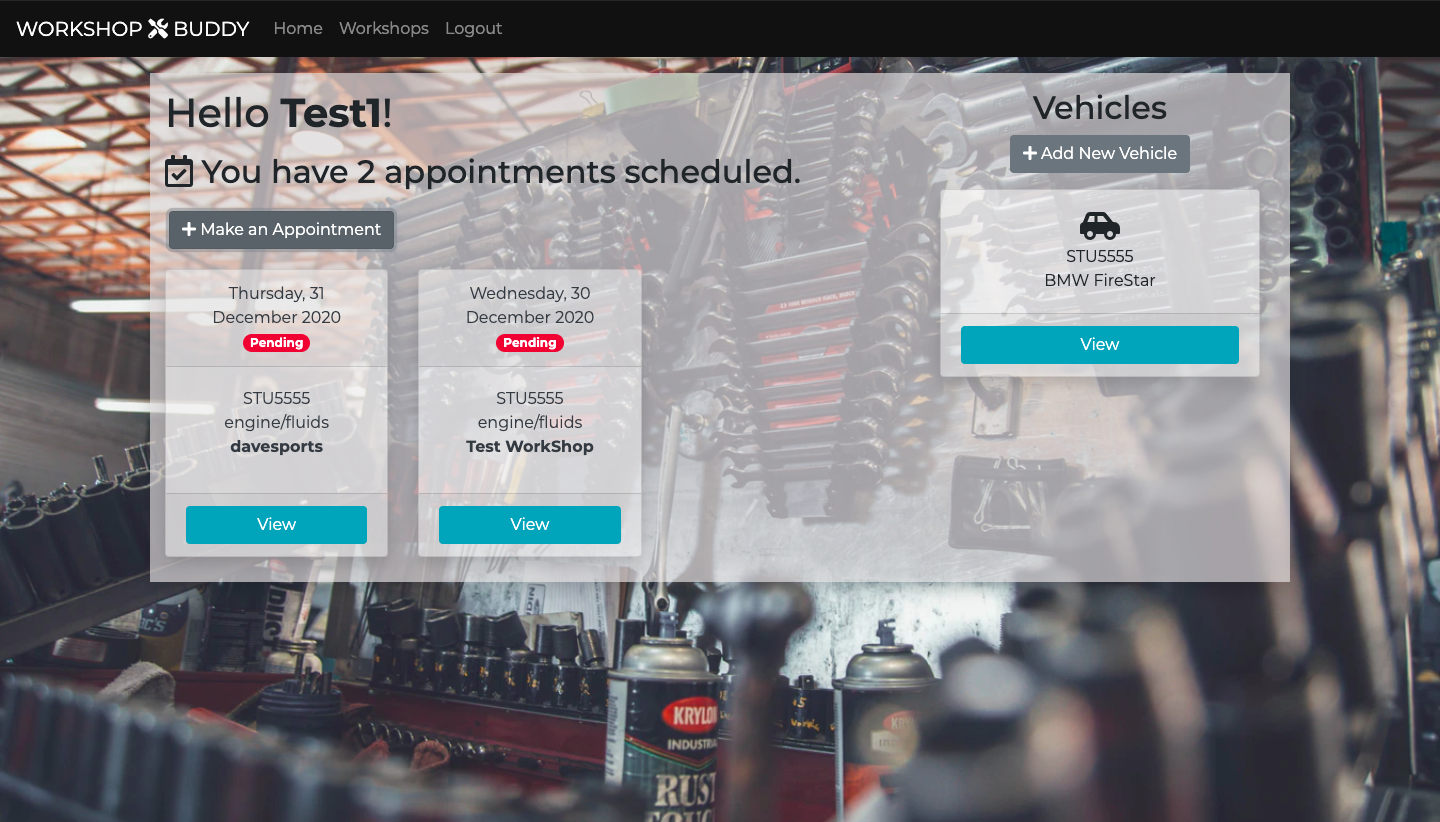 WORKSHOP BUDDY Home Workshops Logout
Hello Test1!
You have 2 appointments scheduled.
Make an Appointment
Thursday, 31
December 2020
Pending
STU5555
engine/fluids
davesports
View
Wednesday, 30
December 2020
Pending
STU5555
engine/fluids
Test WorkShop
View
Vehicles
Add New Vehicle
STU5555
BMW FireStar
View
KRYLON
INDUSTRIAL
RUST